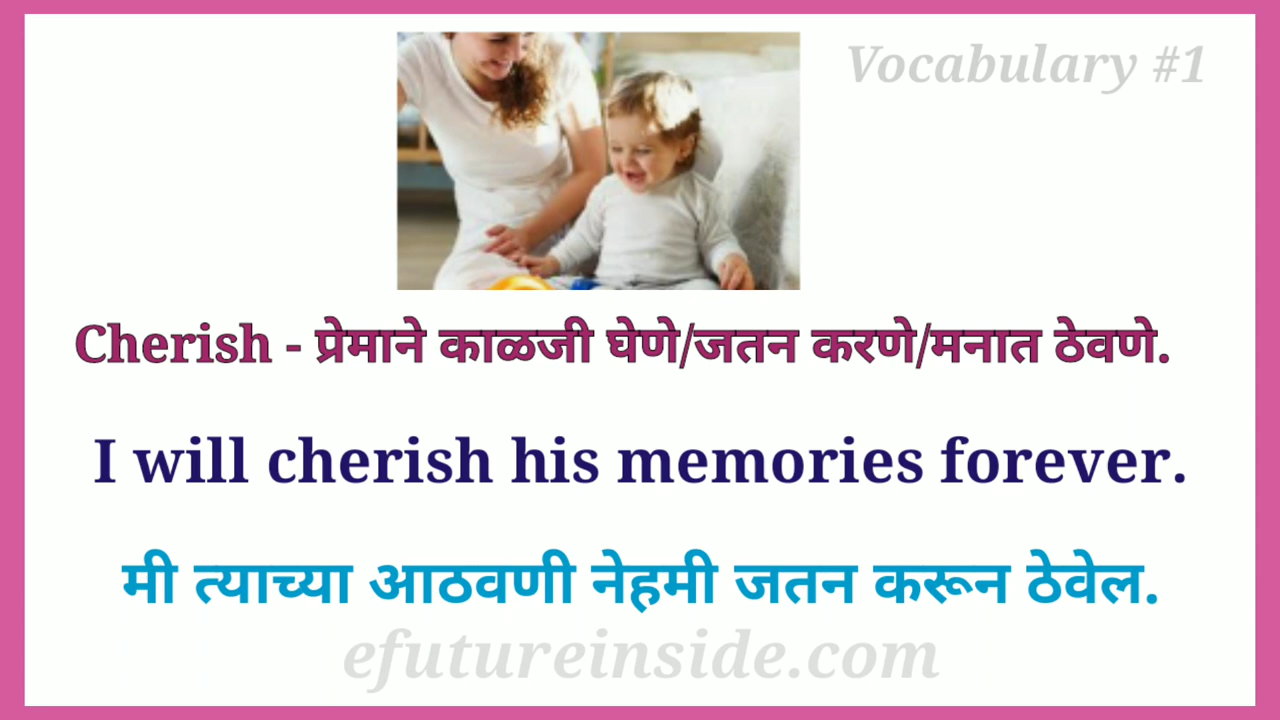 Vocabulary #1
Cherish - प्रेमाने काळजी घेणे/जतन करणे/मनात ठेवणे.
I will cherish his memories forever.
मी त्याच्या आठवणी नेहमी जतन करून ठेवेल.
efutureinside.com